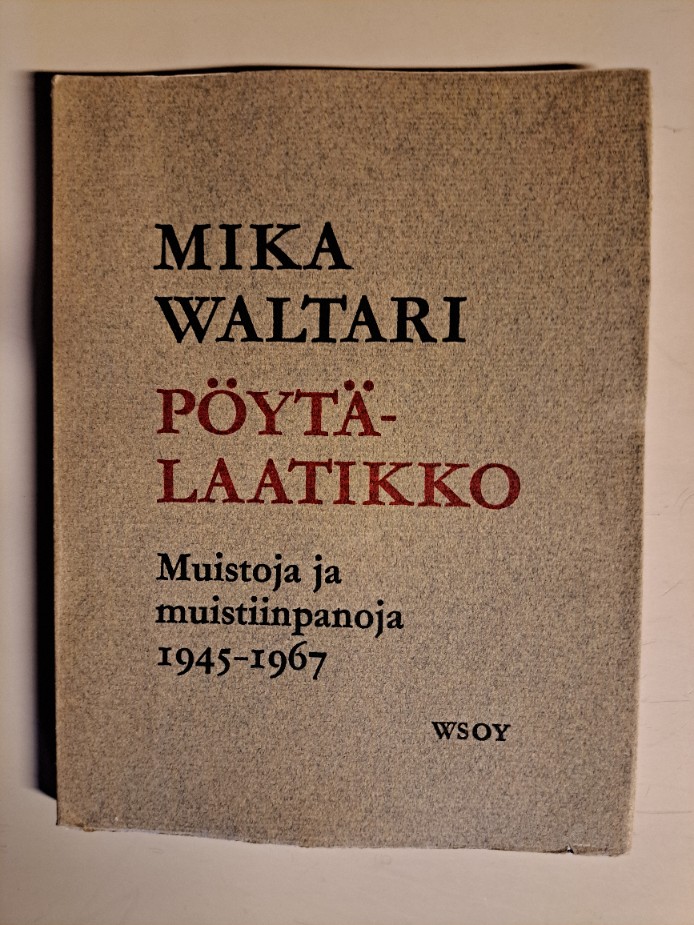 MIKA
WALTARI
PÖYTÄ-
LAATIKKO
Muistoja ja
muistiinpanoja
1945-1967
WSOY